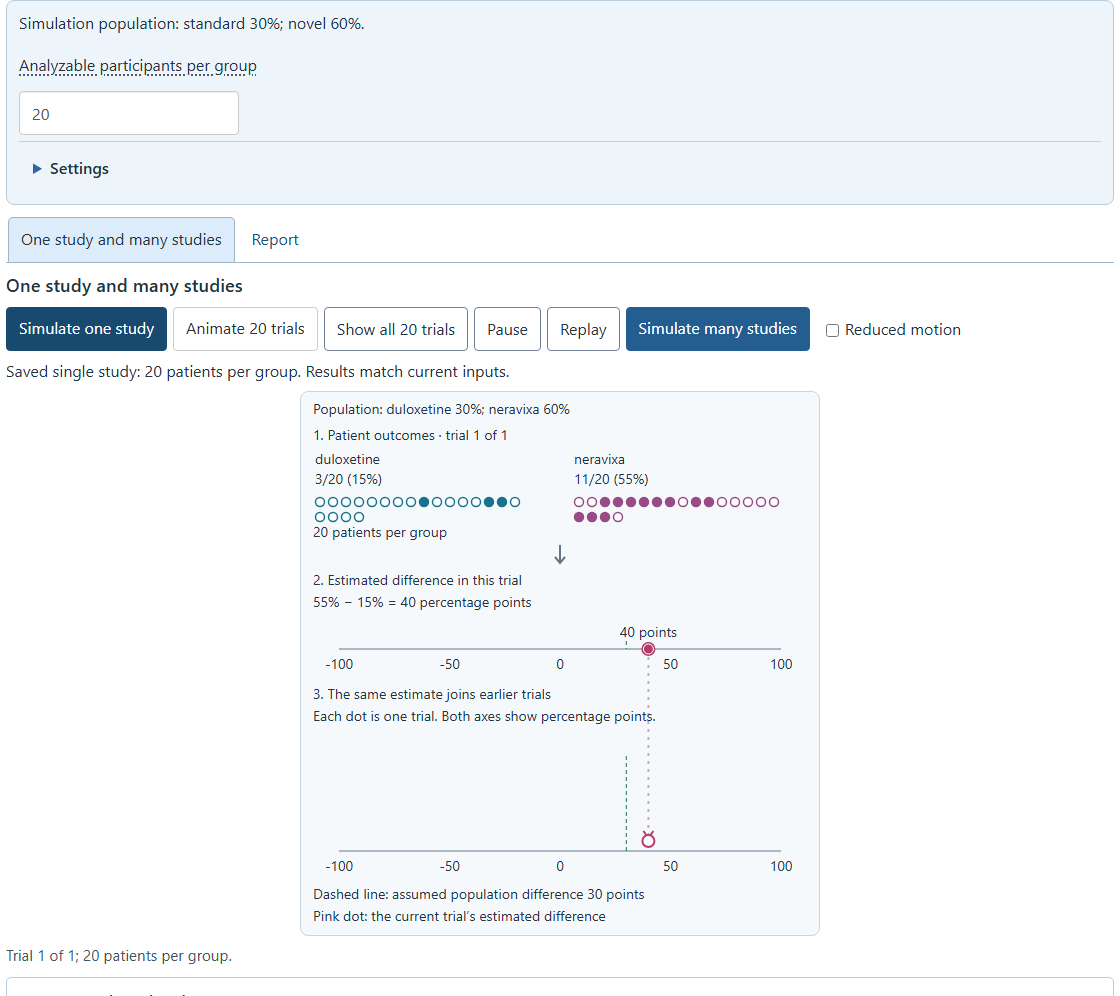 Simulation population: standard 30%; novel 60%.
Analyzable participants per group
20
Settings
One study and many studies
Report
One study and many studies
Simulate one study
Animate 20 trials
Show all 20 trials
Pause
Replay
Simulate many studies
Reduced motion
Saved single study: 20 patients per group. Results match current inputs.
Population: duloxetine 30%; neravixa 60%
1. Patient outcomes · trial 1 of 1
duloxetine
3/20 (15%)
neravixa
11/20 (55%)
20 patients per group
2. Estimated difference in this trial
55% − 15% = 40 percentage points
40 points
-100 -50 0 50 100
3. The same estimate joins earlier trials
Each dot is one trial. Both axes show percentage points.
-100 -50 0 50 100
Dashed line: assumed population difference 30 points
Pink dot: the current trial's estimated difference
Trial 1 of 1; 20 patients per group.